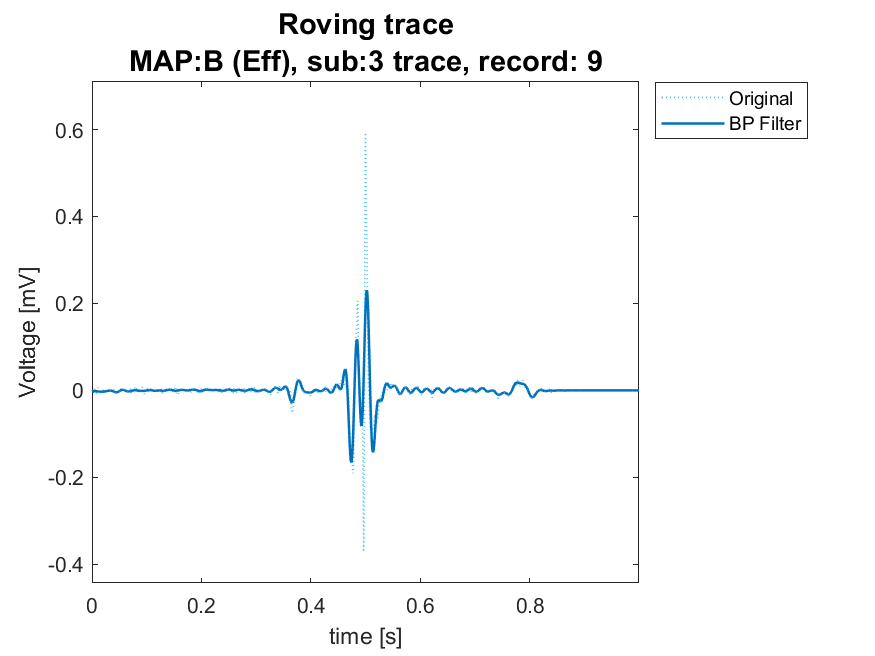 Roving trace
MAP:B (Eff), sub:3 trace, record: 9
Original
BP Filter
0.6
0.4
0.2
0
-0.2
-0.4
Voltage [mV]
0
0.2
0.4
0.6
0.8
time [s]